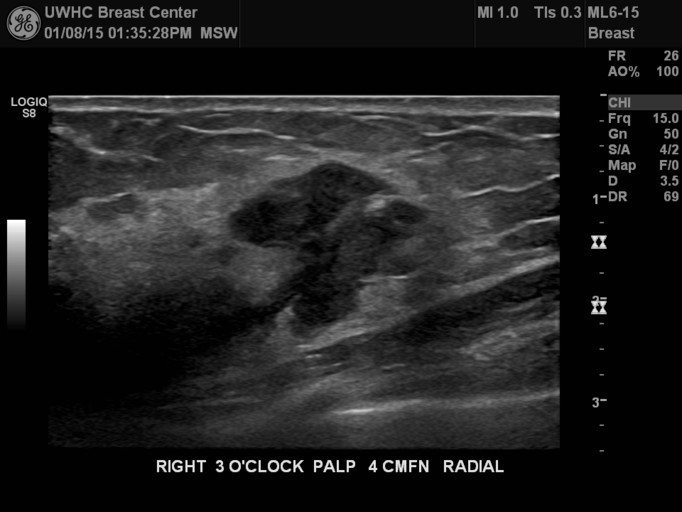 GE
UWHC Breast Center
01/08/15 01:35:28PM MSW
MI 1.0 TIs 0.3
ML6-15
Breast
FR 26
AO% 100
CHI
Frq 15.0
Gn 50
S/A 4/2
Map F/0
D 3.5
DR 69
LOGIQ
S8
1
2
3
RIGHT 3 O'CLOCK PALP 4 CMFN RADIAL